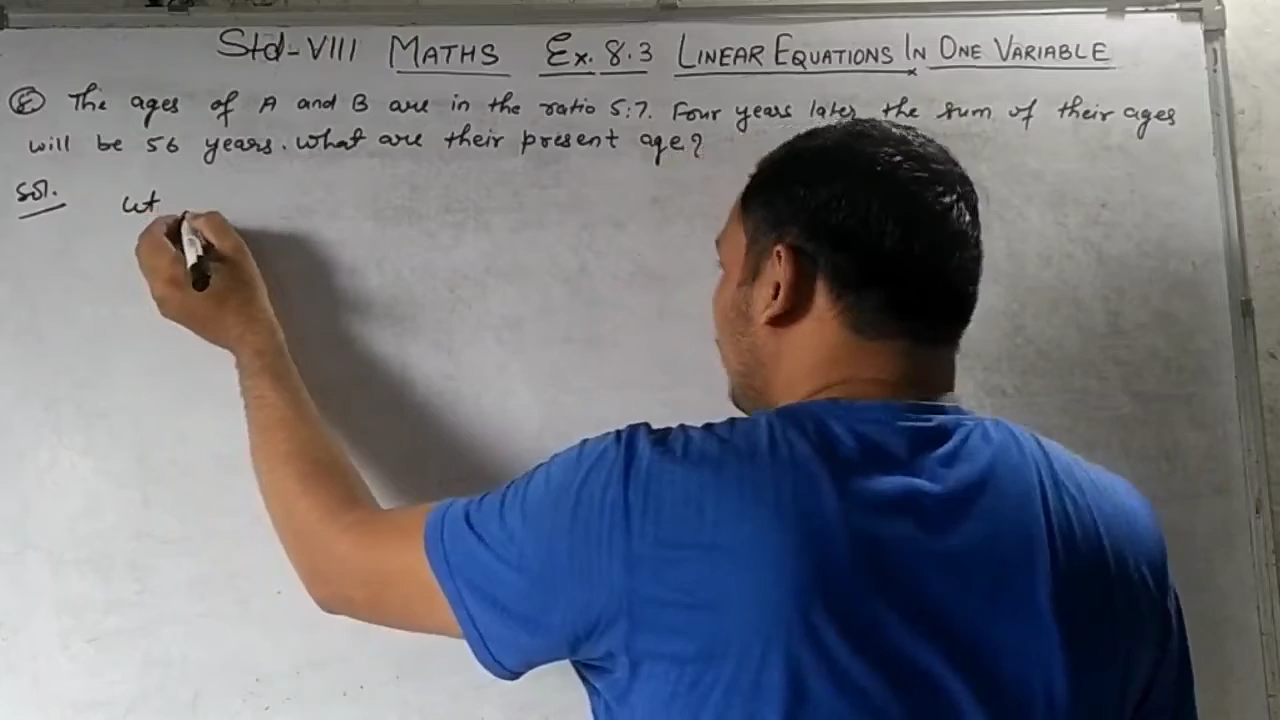 Std-VIII MATHS Ex. 8.3 LINEAR EQUATIONS IN ONE VARIABLE
⑧ The ages of A and B are in the ratio 5:7. Four years later the sum of their ages
will be 56 years. What are their present age?
Sol. Let